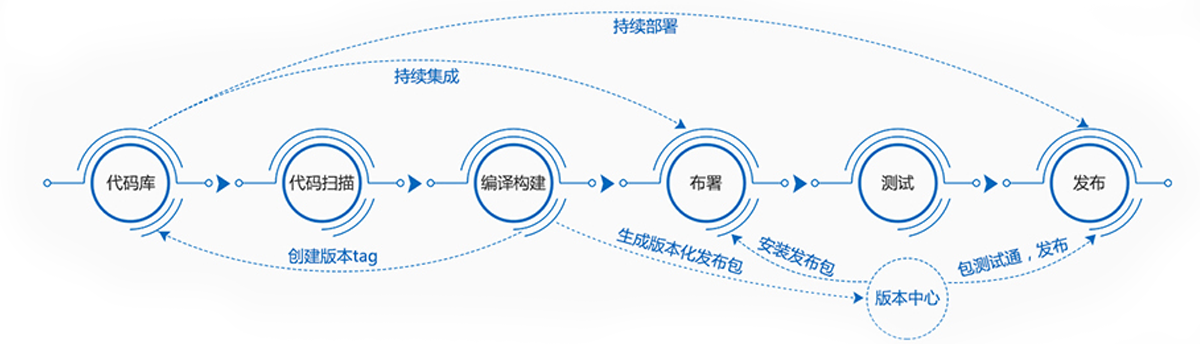 持续部署
持续集成
代码库
代码扫描
编译构建
布署
测试
发布
创建版本tag
生成版本化发布包
安装发布包
包测试通，发布
版本中心